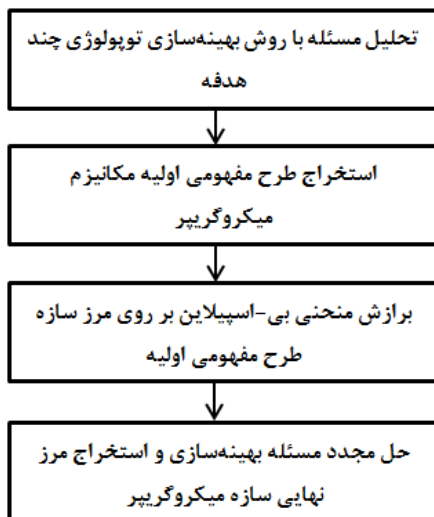 تحلیل مسئله با روش بهینه‌سازی توپولوژی چند
هدفه
استخراج طرح مفهومی اولیه مکانیزم
میکروگریپر
برازش منحنی بی-اسپیلاین بر روی مرز سازه
طرح مفهومی اولیه
حل مجدد مسئله بهینه‌سازی و استخراج مرز
نهایی سازه میکروگریپر